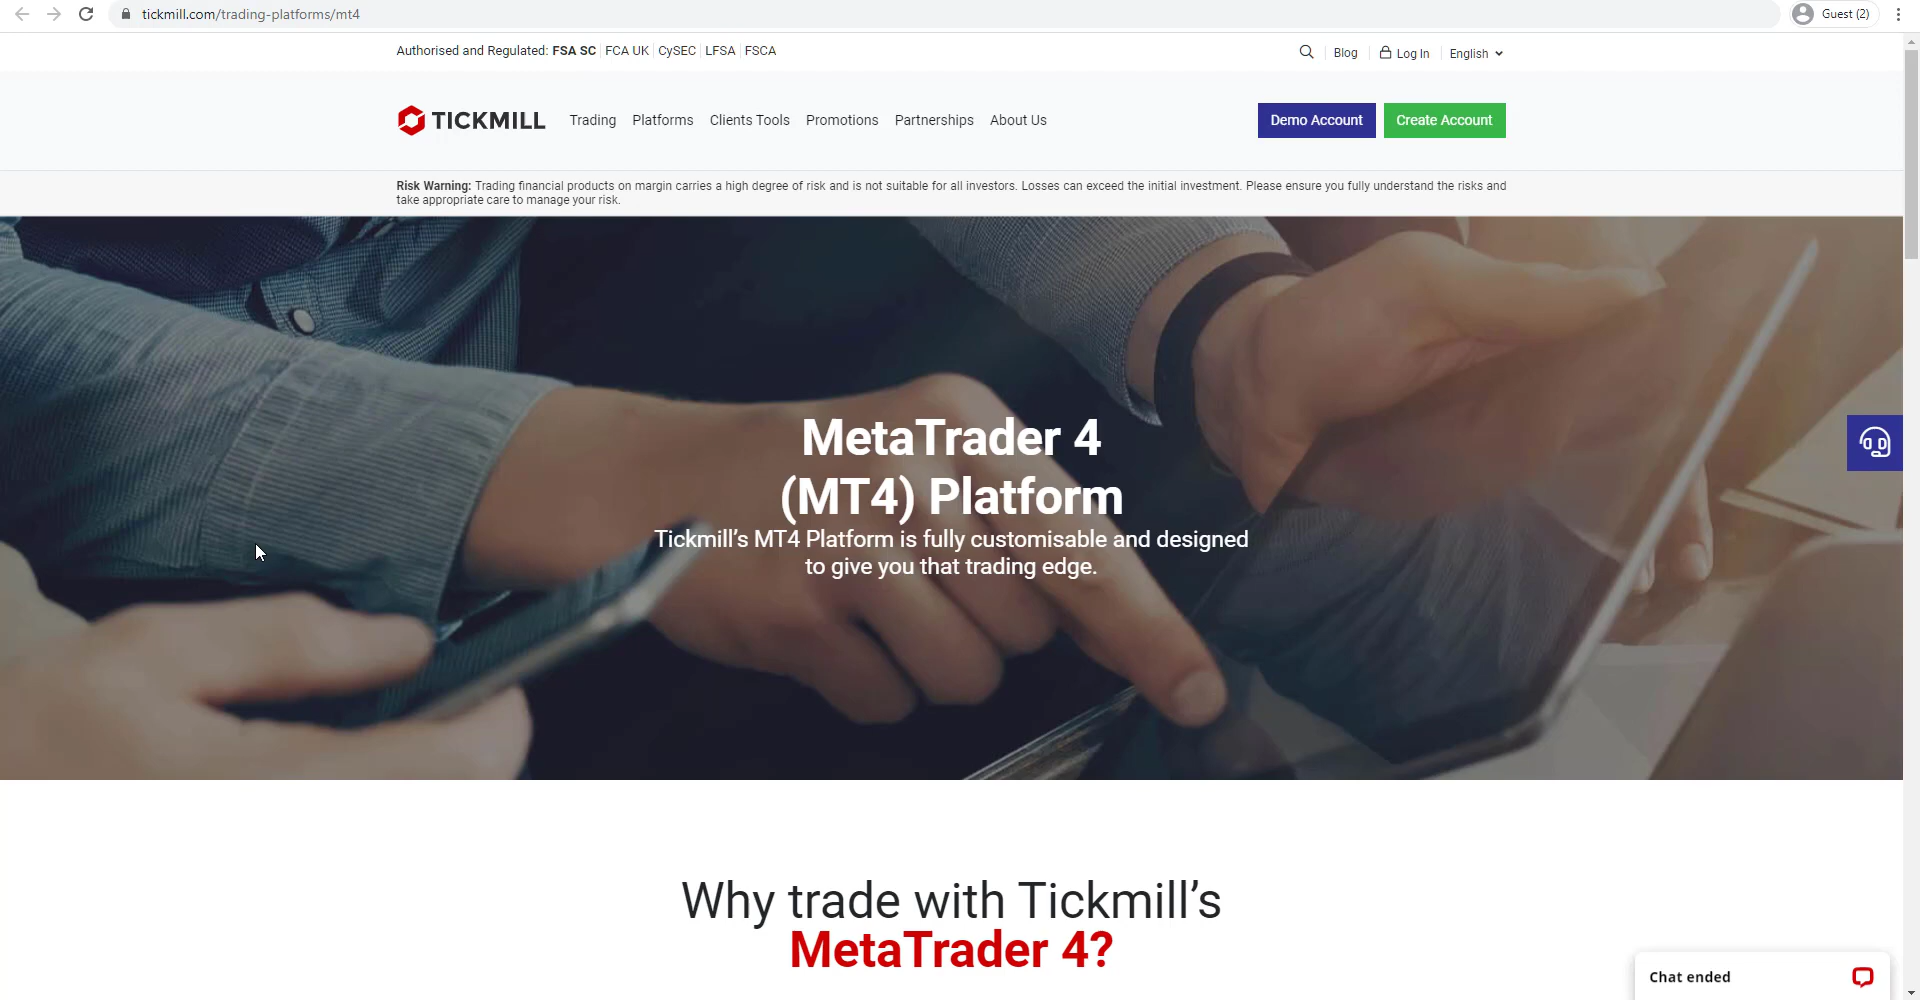 tickmill.com/trading-platforms/mt4
Guest (2)
Authorised and Regulated: FSA SC FCA UK CySEC LFSA FSCA
Blog Log In English
TICKMILL Trading Platforms Clients Tools Promotions Partnerships About Us Demo Account Create Account
Risk Warning: Trading financial products on margin carries a high degree of risk and is not suitable for all investors. Losses can exceed the initial investment. Please ensure you fully understand the risks and
take appropriate care to manage your risk.
MetaTrader 4
(MT4) Platform
Tickmill's MT4 Platform is fully customisable and designed
to give you that trading edge.
Why trade with Tickmill's
MetaTrader 4?
Chat ended